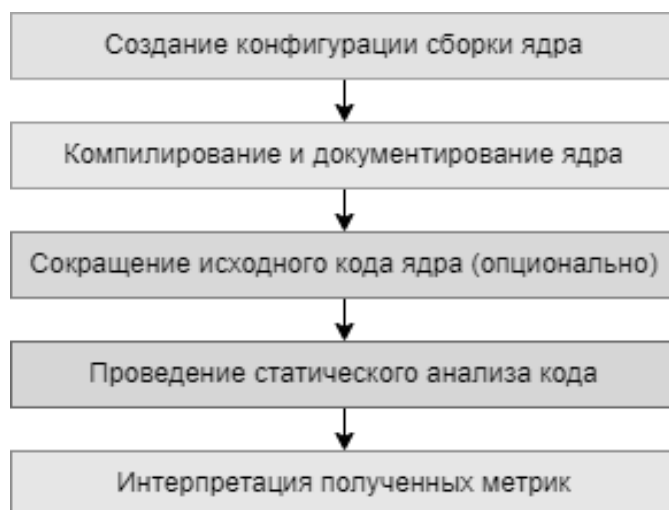 Создание конфигурации сборки ядра
Компилирование и документирование ядра
Сокращение исходного кода ядра (опционально)
Проведение статического анализа кода
Интерпретация полученных метрик